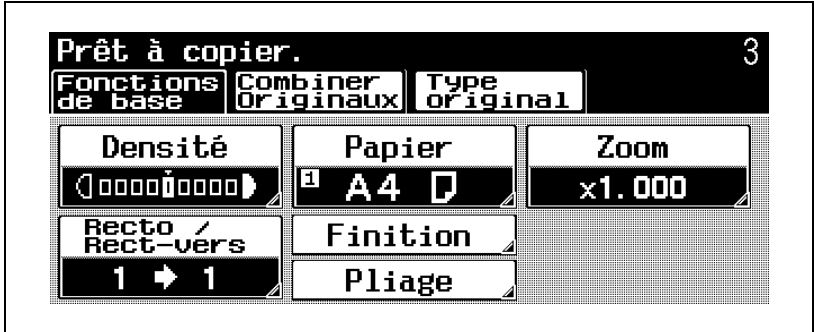 Prêt à copier. 3
Fonctions de base
Combiner Originaux
Type original
Densité
Papier
Zoom
1 A4
x1.000
Recto / Rect-vers
1 ➔ 1
Finition
Pliage